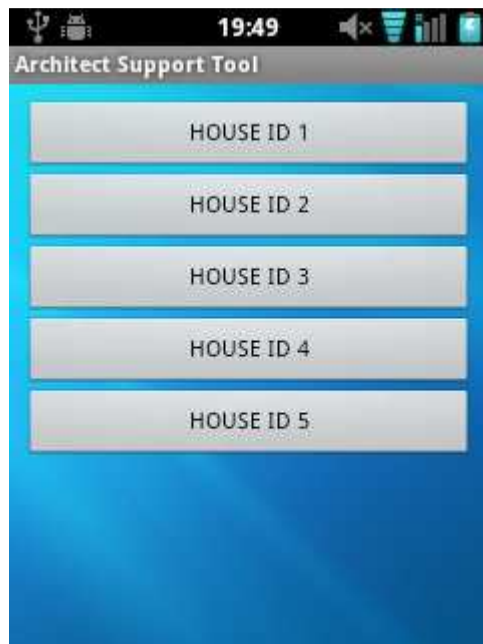 19:49
Architect Support Tool
HOUSE ID 1
HOUSE ID 2
HOUSE ID 3
HOUSE ID 4
HOUSE ID 5